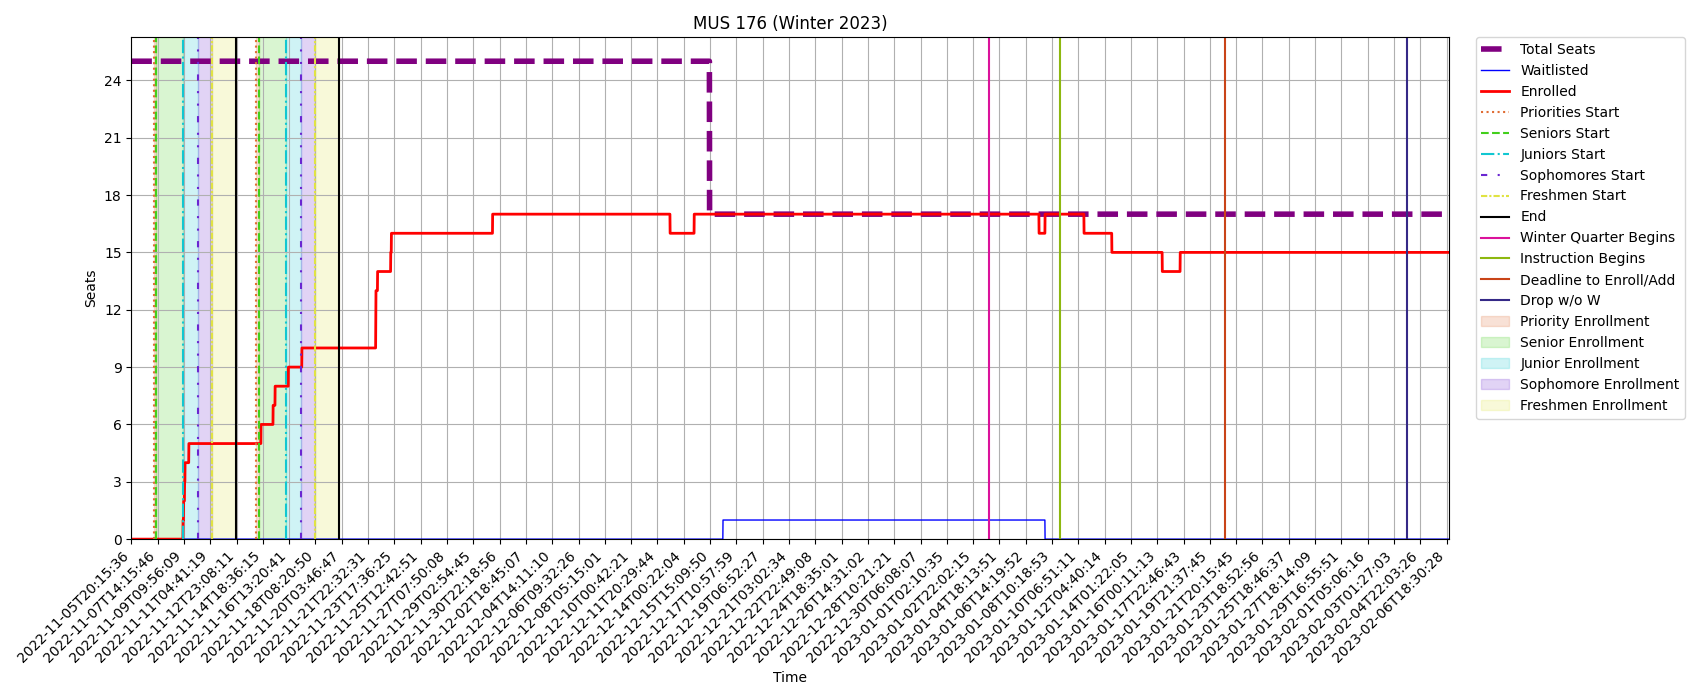 MUS 176 (Winter 2023)
Seats
24
21
18
15
12
9
6
3
0
2022-11-05T20:15:36
2022-11-07T14:15:46
2022-11-09T09:56:09
2022-11-11T04:41:19
2022-11-12T23:08:11
2022-11-14T18:36:15
2022-11-16T13:20:41
2022-11-18T08:20:50
2022-11-20T03:46:47
2022-11-21T22:32:31
2022-11-23T17:36:25
2022-11-25T12:42:51
2022-11-27T07:50:08
2022-11-29T02:54:45
2022-11-30T22:18:56
2022-12-02T18:45:07
2022-12-04T14:11:10
2022-12-06T09:32:26
2022-12-08T05:15:01
2022-12-10T00:42:21
2022-12-11T20:29:44
2022-12-14T00:22:04
2022-12-15T15:09:50
2022-12-17T10:57:59
2022-12-19T06:52:27
2022-12-21T03:02:34
2022-12-22T22:49:08
2022-12-24T18:35:01
2022-12-26T14:31:02
2022-12-28T10:21:21
2022-12-30T06:08:07
2023-01-01T02:10:35
2023-01-02T22:02:15
2023-01-04T18:13:51
2023-01-06T14:19:52
2023-01-08T10:18:53
2023-01-10T06:51:11
2023-01-12T04:40:14
2023-01-14T01:22:05
2023-01-16T00:11:13
2023-01-17T22:46:43
2023-01-19T21:37:45
2023-01-21T20:15:45
2023-01-23T18:52:56
2023-01-25T18:46:37
2023-01-27T18:14:09
2023-01-29T16:55:51
2023-02-01T05:06:16
2023-02-03T01:27:03
2023-02-04T22:03:26
2023-02-06T18:30:28
Time
Total Seats
Waitlisted
Enrolled
Priorities Start
Seniors Start
Juniors Start
Sophomores Start
Freshmen Start
End
Winter Quarter Begins
Instruction Begins
Deadline to Enroll/Add
Drop w/o W
Priority Enrollment
Senior Enrollment
Junior Enrollment
Sophomore Enrollment
Freshmen Enrollment